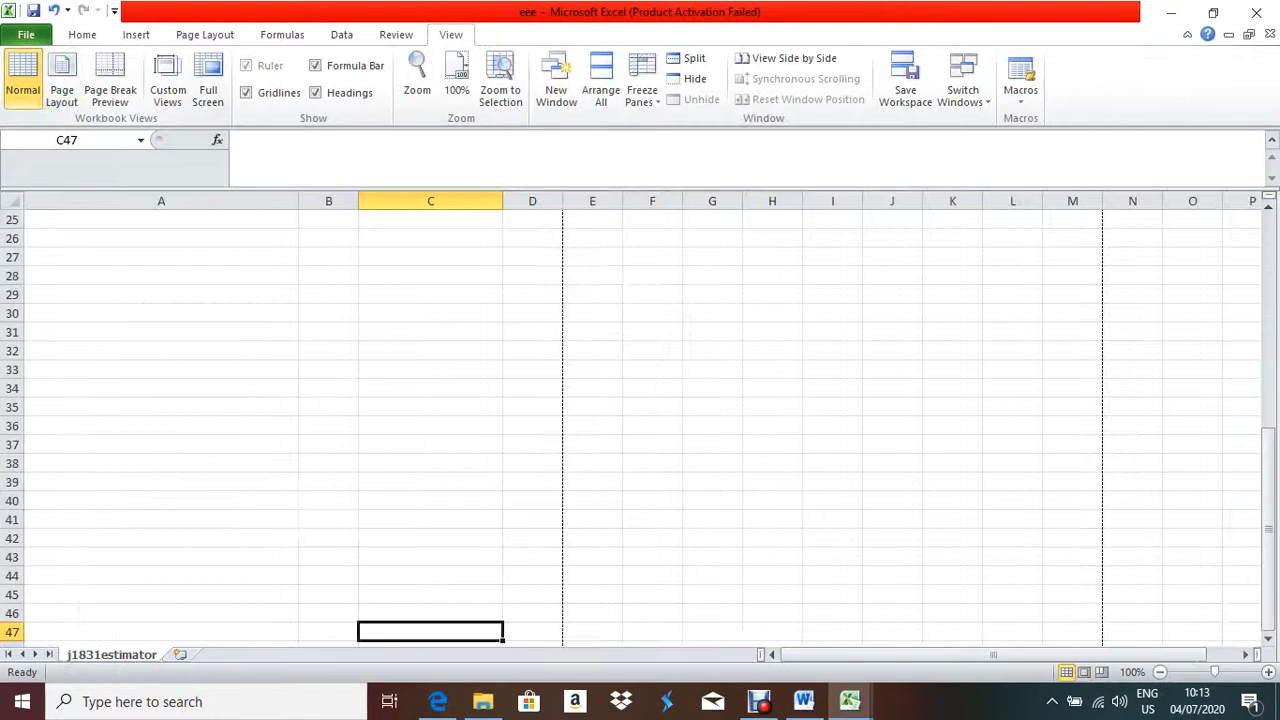 eee - Microsoft Excel (Product Activation Failed)
File Home Insert Page Layout Formulas Data Review View
Normal
Page Layout
Page Break Preview
Custom Views
Full Screen
Workbook Views
Ruler
Formula Bar
Gridlines
Headings
Show
Zoom
100%
Zoom to Selection
Zoom
New Window
Arrange All
Freeze Panes
Split
Hide
Unhide
View Side by Side
Synchronous Scrolling
Reset Window Position
Window
Save Workspace
Switch Windows
Macros
Macros
C47
fx
A B C D E F G H I J K L M N O P
25
26
27
28
29
30
31
32
33
34
35
36
37
38
39
40
41
42
43
44
45
46
47
j1831estimator
Ready
100%
Type here to search
ENG
US
10:13
04/07/2020
1